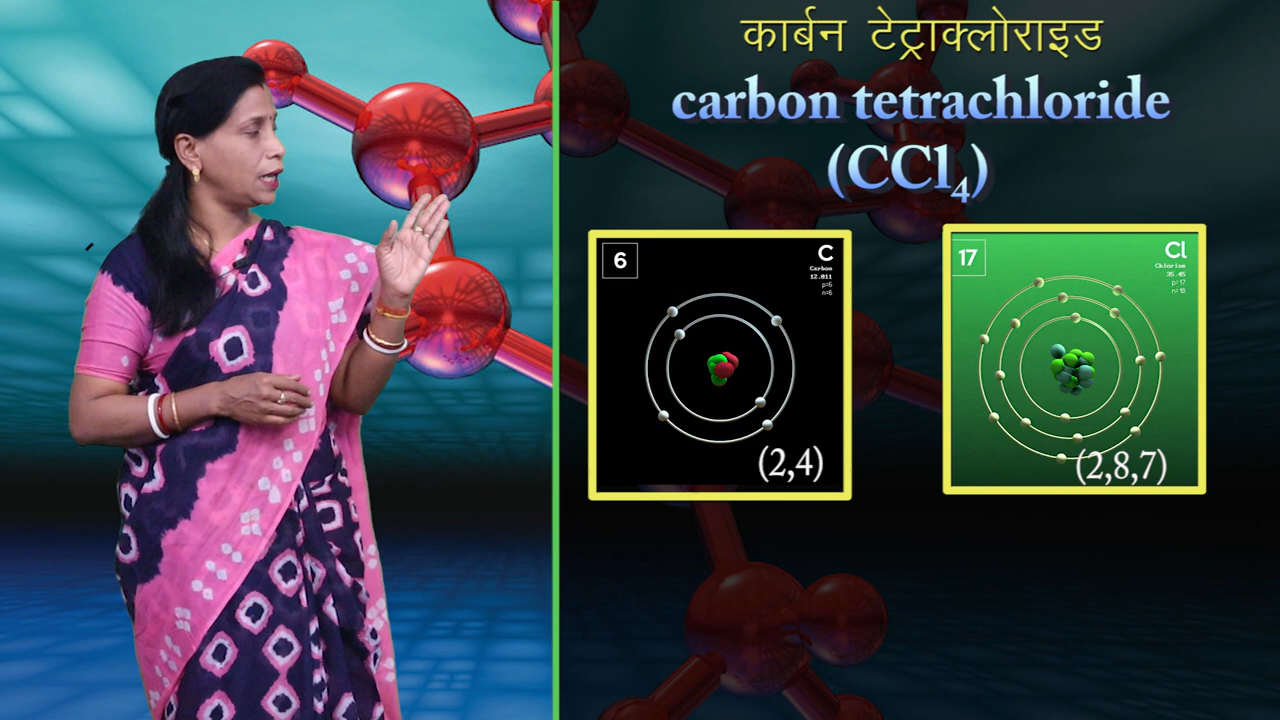 कार्बन टेट्राक्लोराइड
carbon tetrachloride
(CCl₄)
6
C
Carbon
12.011
p=6
n=6
(2,4)
17
Cl
Chlorine
35.45
p=17
n=18
(2,8,7)